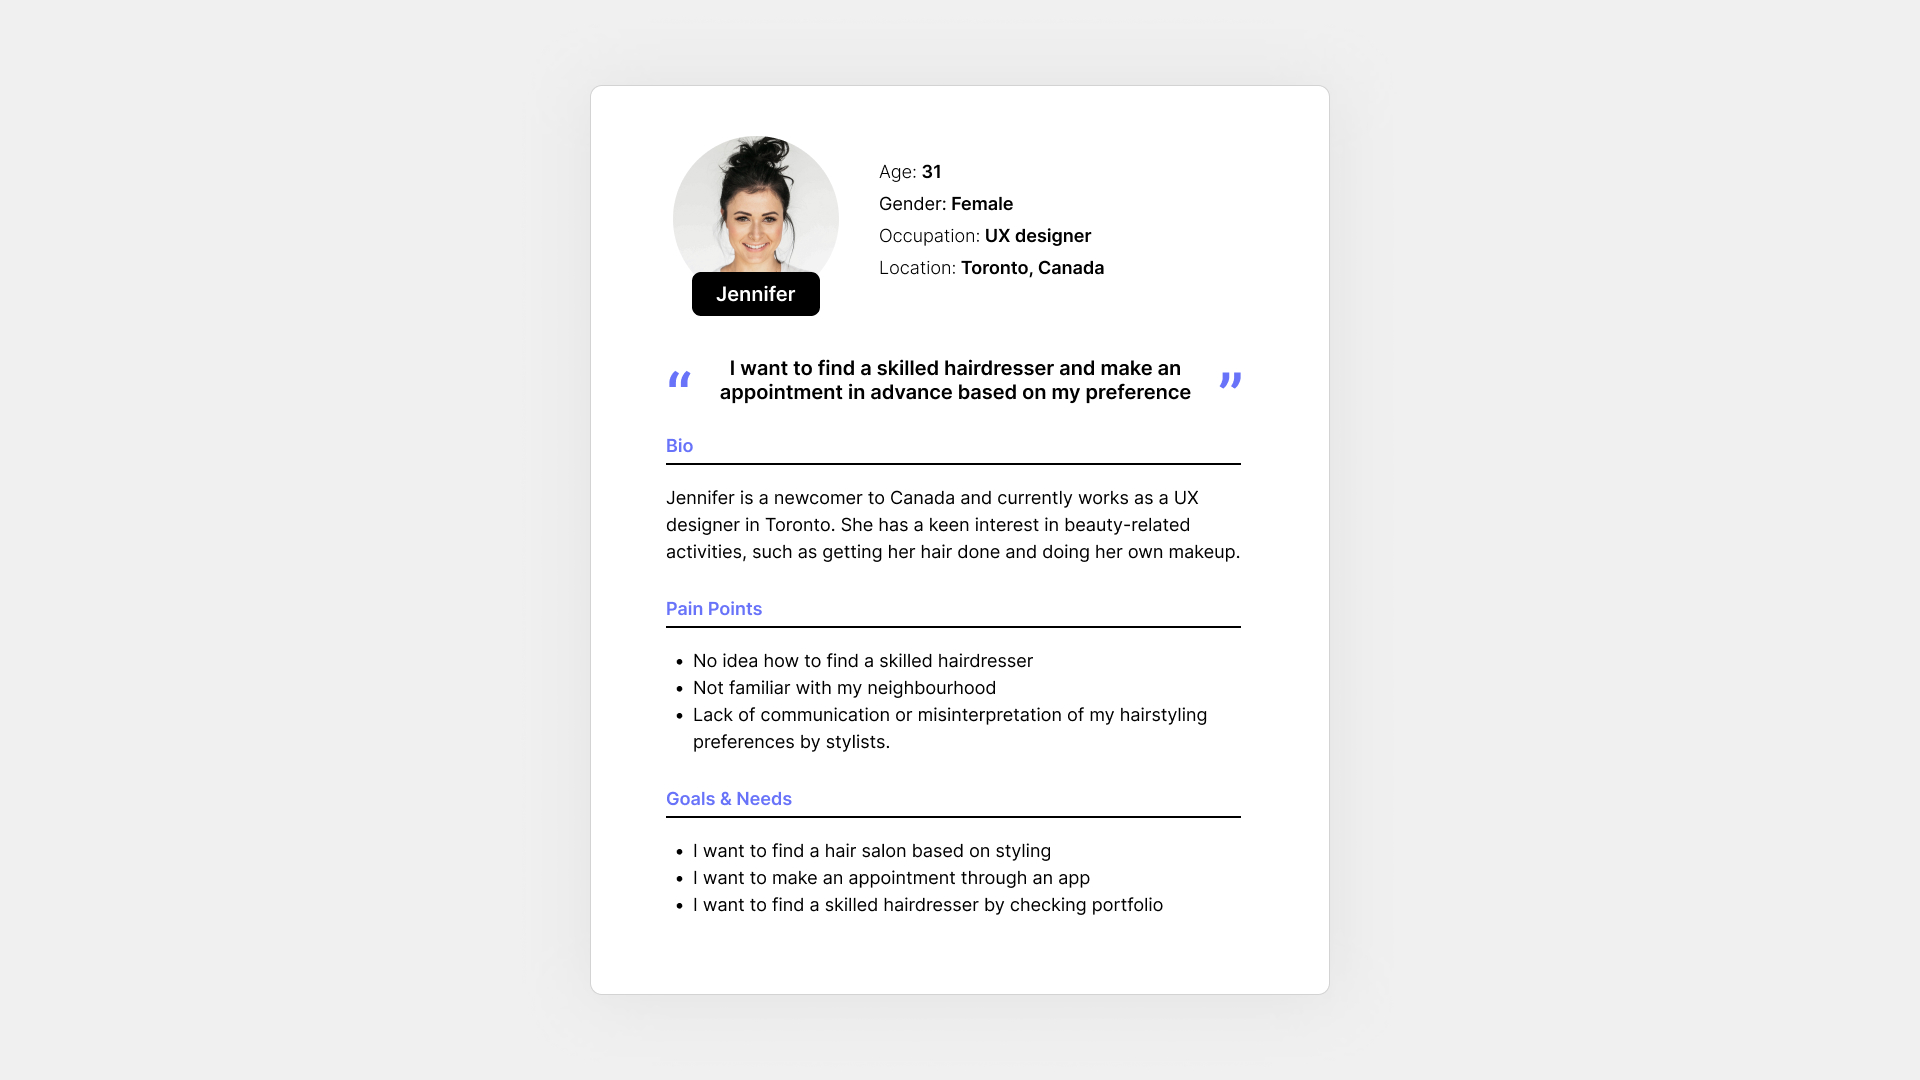 Age: 31
Gender: Female
Occupation: UX designer
Location: Toronto, Canada
Jennifer
“ I want to find a skilled hairdresser and make an
appointment in advance based on my preference ”
Bio
Jennifer is a newcomer to Canada and currently works as a UX
designer in Toronto. She has a keen interest in beauty-related
activities, such as getting her hair done and doing her own makeup.
Pain Points
• No idea how to find a skilled hairdresser
• Not familiar with my neighbourhood
• Lack of communication or misinterpretation of my hairstyling
preferences by stylists.
Goals & Needs
• I want to find a hair salon based on styling
• I want to make an appointment through an app
• I want to find a skilled hairdresser by checking portfolio